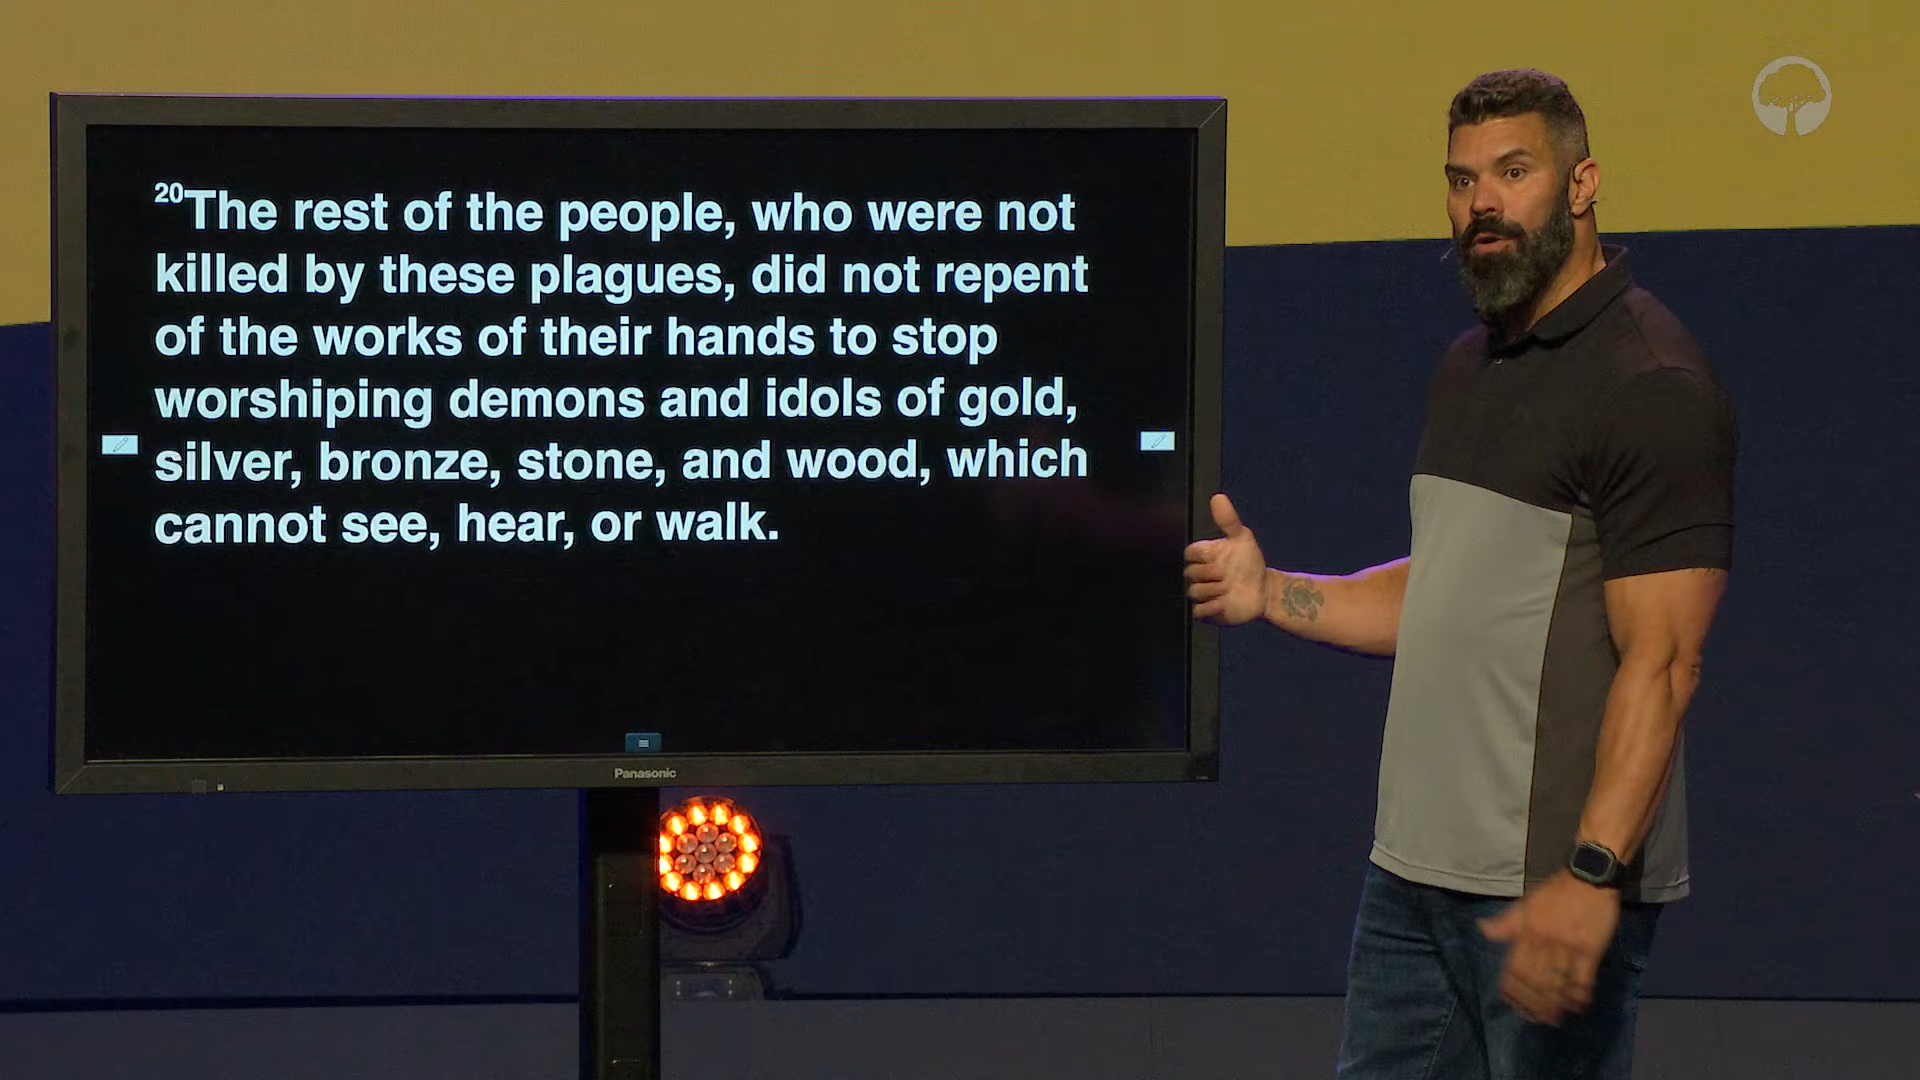 20The rest of the people, who were not
killed by these plagues, did not repent
of the works of their hands to stop
worshiping demons and idols of gold,
silver, bronze, stone, and wood, which
cannot see, hear, or walk.
Panasonic